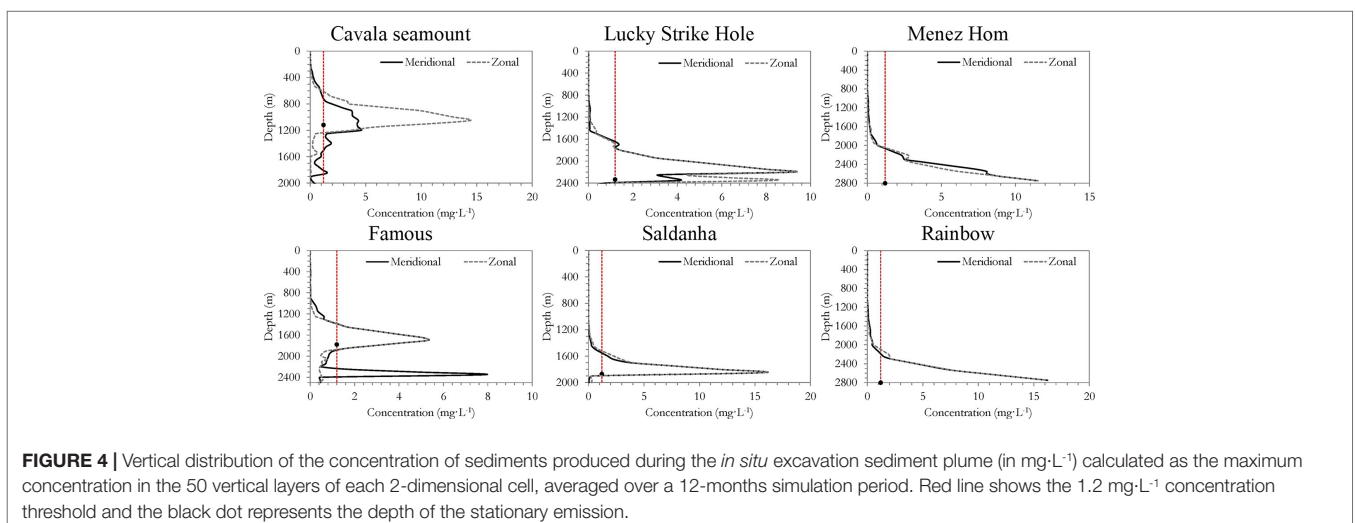 Cavala seamount
Lucky Strike Hole
Menez Hom
Meridional
Zonal
Meridional
Zonal
Meridional
Zonal
Depth (m)
0
400
800
1200
1600
2000
0
5
10
15
20
Concentration (mg·L-1)
Depth (m)
0
400
800
1200
1600
2000
2400
0
2
4
6
8
10
Concentration (mg·L-1)
Depth (m)
0
400
800
1200
1600
2000
2400
2800
0
5
10
15
Concentration (mg·L-1)
Famous
Saldanha
Rainbow
Meridional
Zonal
Meridional
Zonal
Meridional
Zonal
Depth (m)
0
400
800
1200
1600
2000
2400
0
2
4
6
8
10
Concentration (mg·L-1)
Depth (m)
0
400
800
1200
1600
2000
0
5
10
15
20
Concentration (mg·L-1)
Depth (m)
0
400
800
1200
1600
2000
2400
2800
0
5
10
15
20
Concentration (mg·L-1)
FIGURE 4 | Vertical distribution of the concentration of sediments produced during the in situ excavation sediment plume (in mg·L-1) calculated as the maximum
concentration in the 50 vertical layers of each 2-dimensional cell, averaged over a 12-months simulation period. Red line shows the 1.2 mg·L-1 concentration
threshold and the black dot represents the depth of the stationary emission.